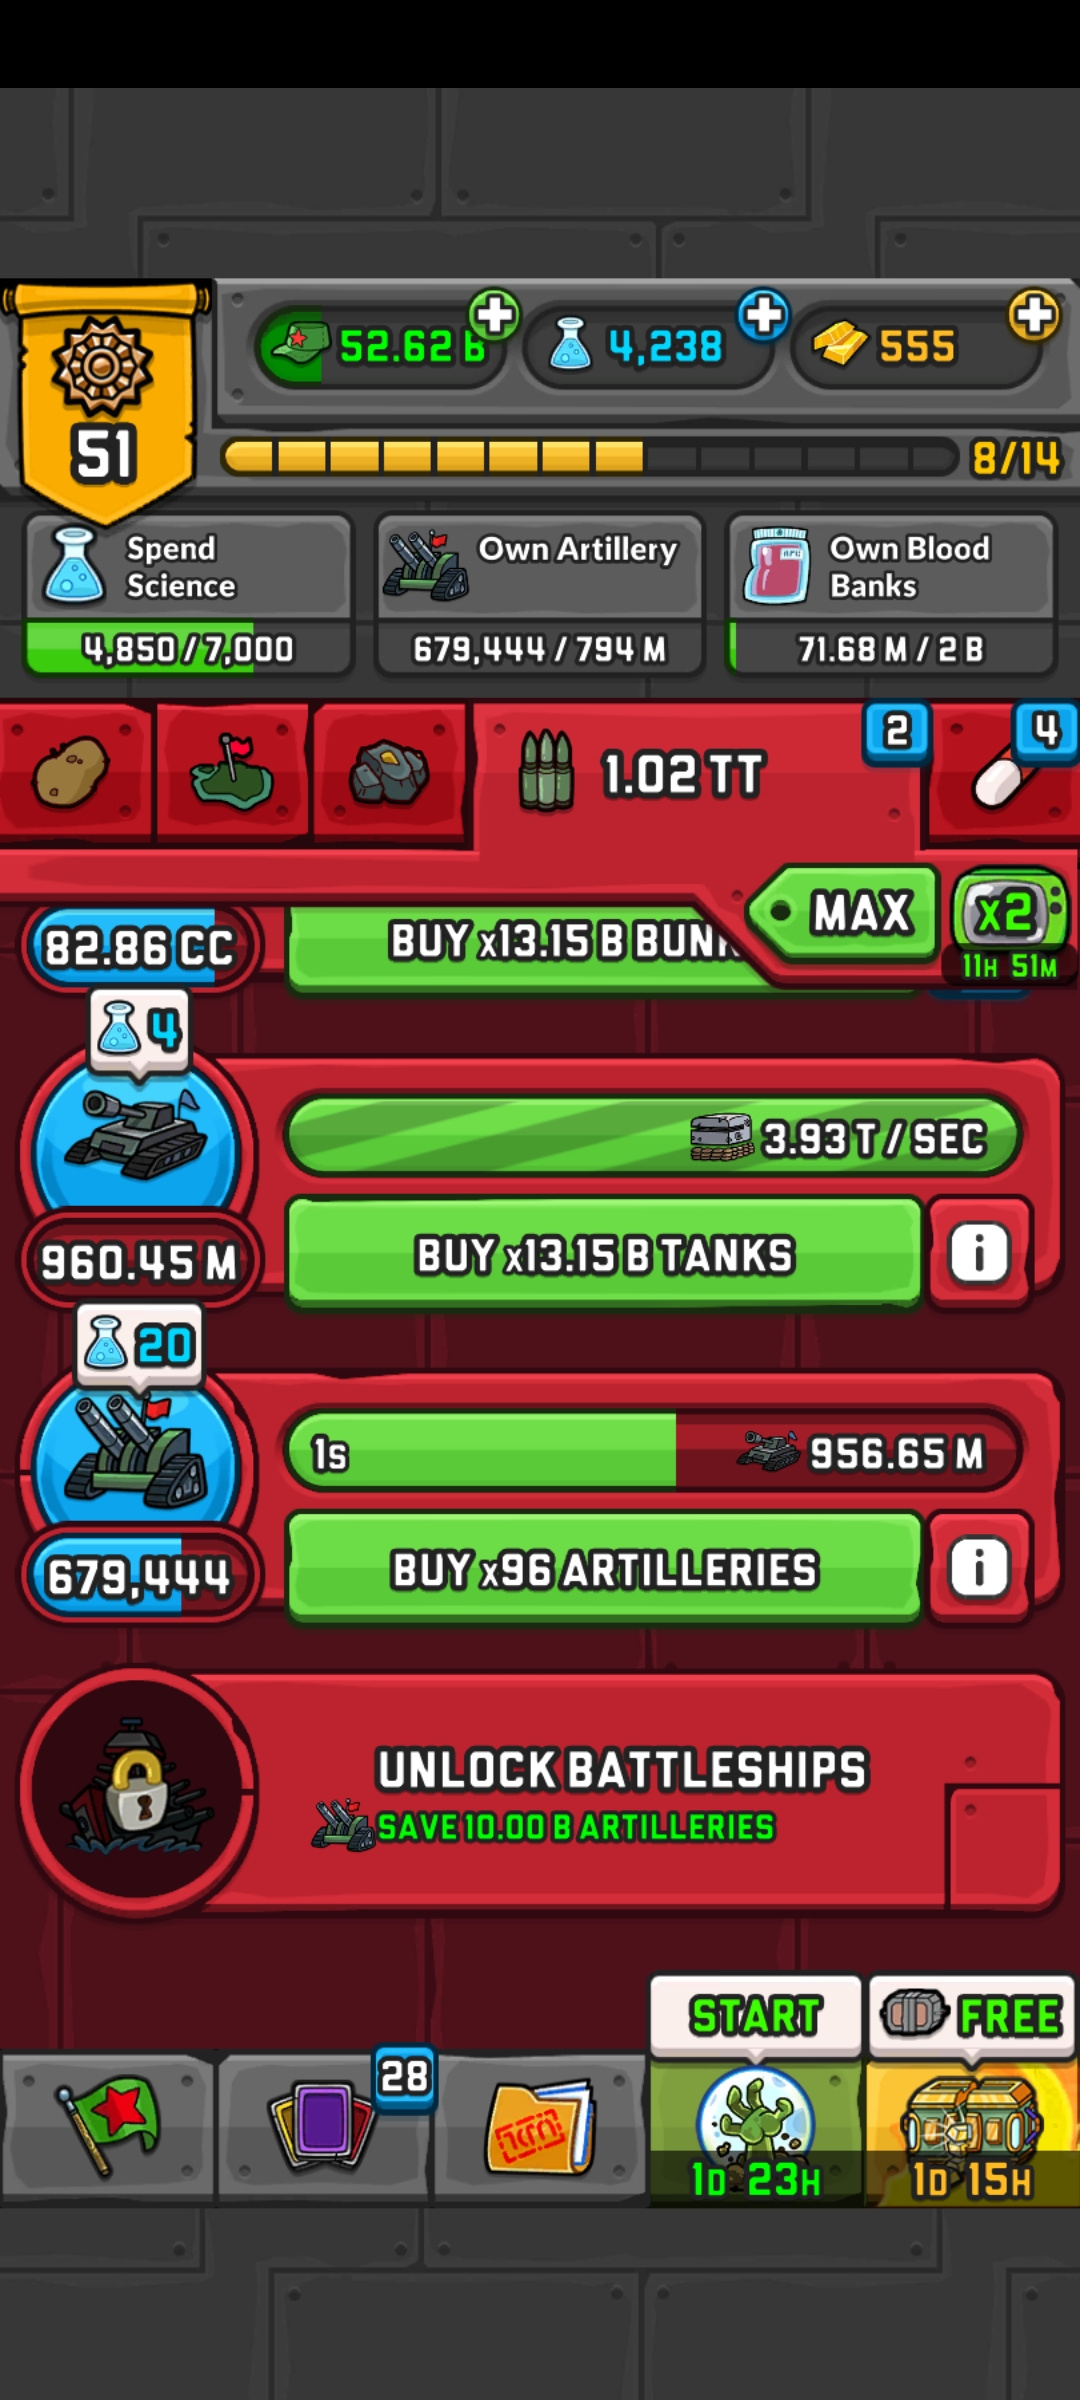 52.62 B
4,238
555
51
8/14
Spend
Science
4,850/7,000
Own Artillery
679,444/794 M
Own Blood
Banks
71.68 M/2 B
1.02 TT
2
4
MAX
x2
11H 51M
82.86 CC
BUY x13.15 B BUN
4
3.93 T/SEC
960.45 M
BUY x13.15 B TANKS
i
20
1s
956.65 M
679,444
BUY x96 ARTILLERIES
i
UNLOCK BATTLESHIPS
SAVE 10.00 B ARTILLERIES
START
FREE
28
1D 23H
1D 15H